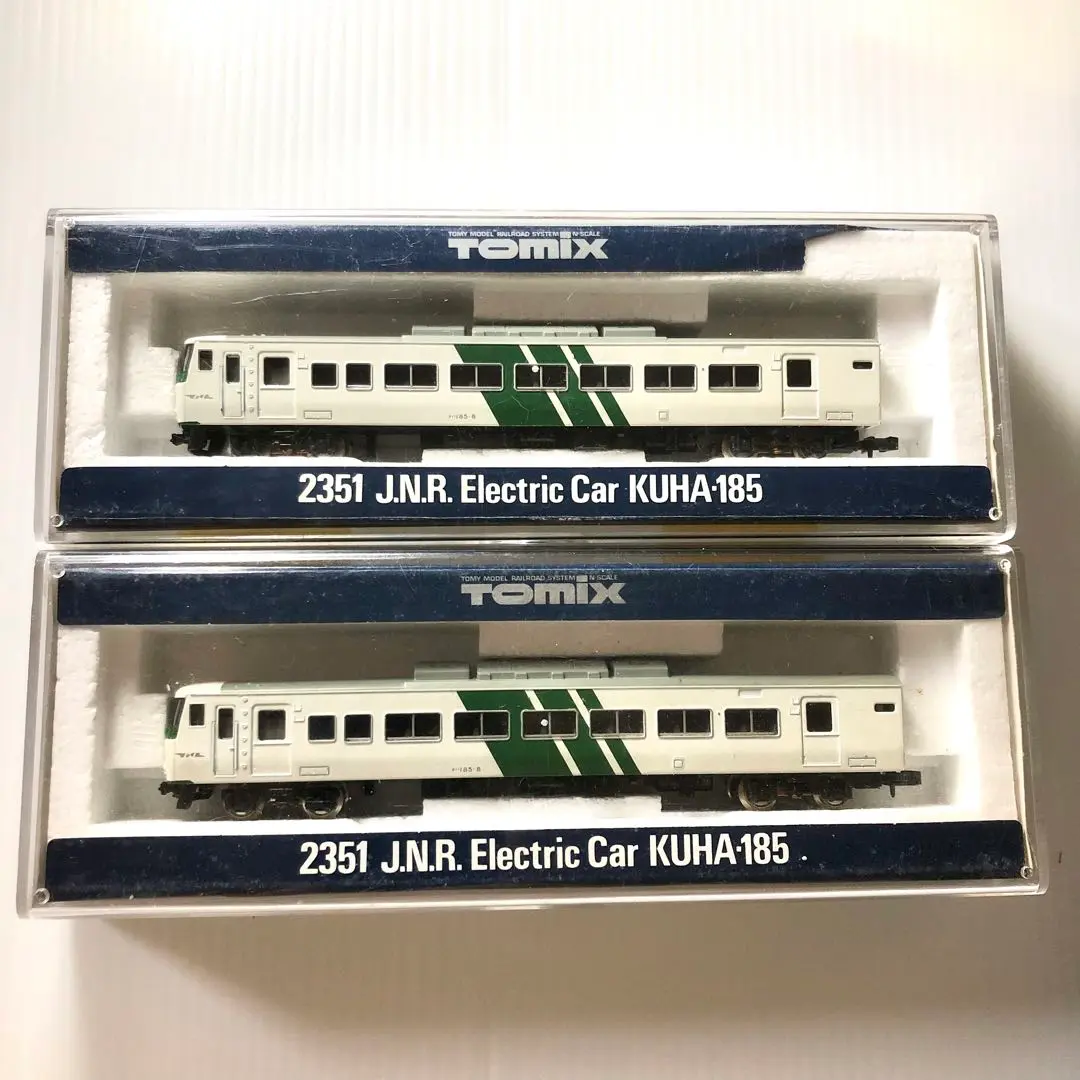 TOMY MODEL RAILROAD SYSTEM N SCALE
TOMIX
2351 J.N.R. Electric Car KUHA·185
TOMY MODEL RAILROAD SYSTEM N SCALE
TOMIX
2351 J.N.R. Electric Car KUHA·185